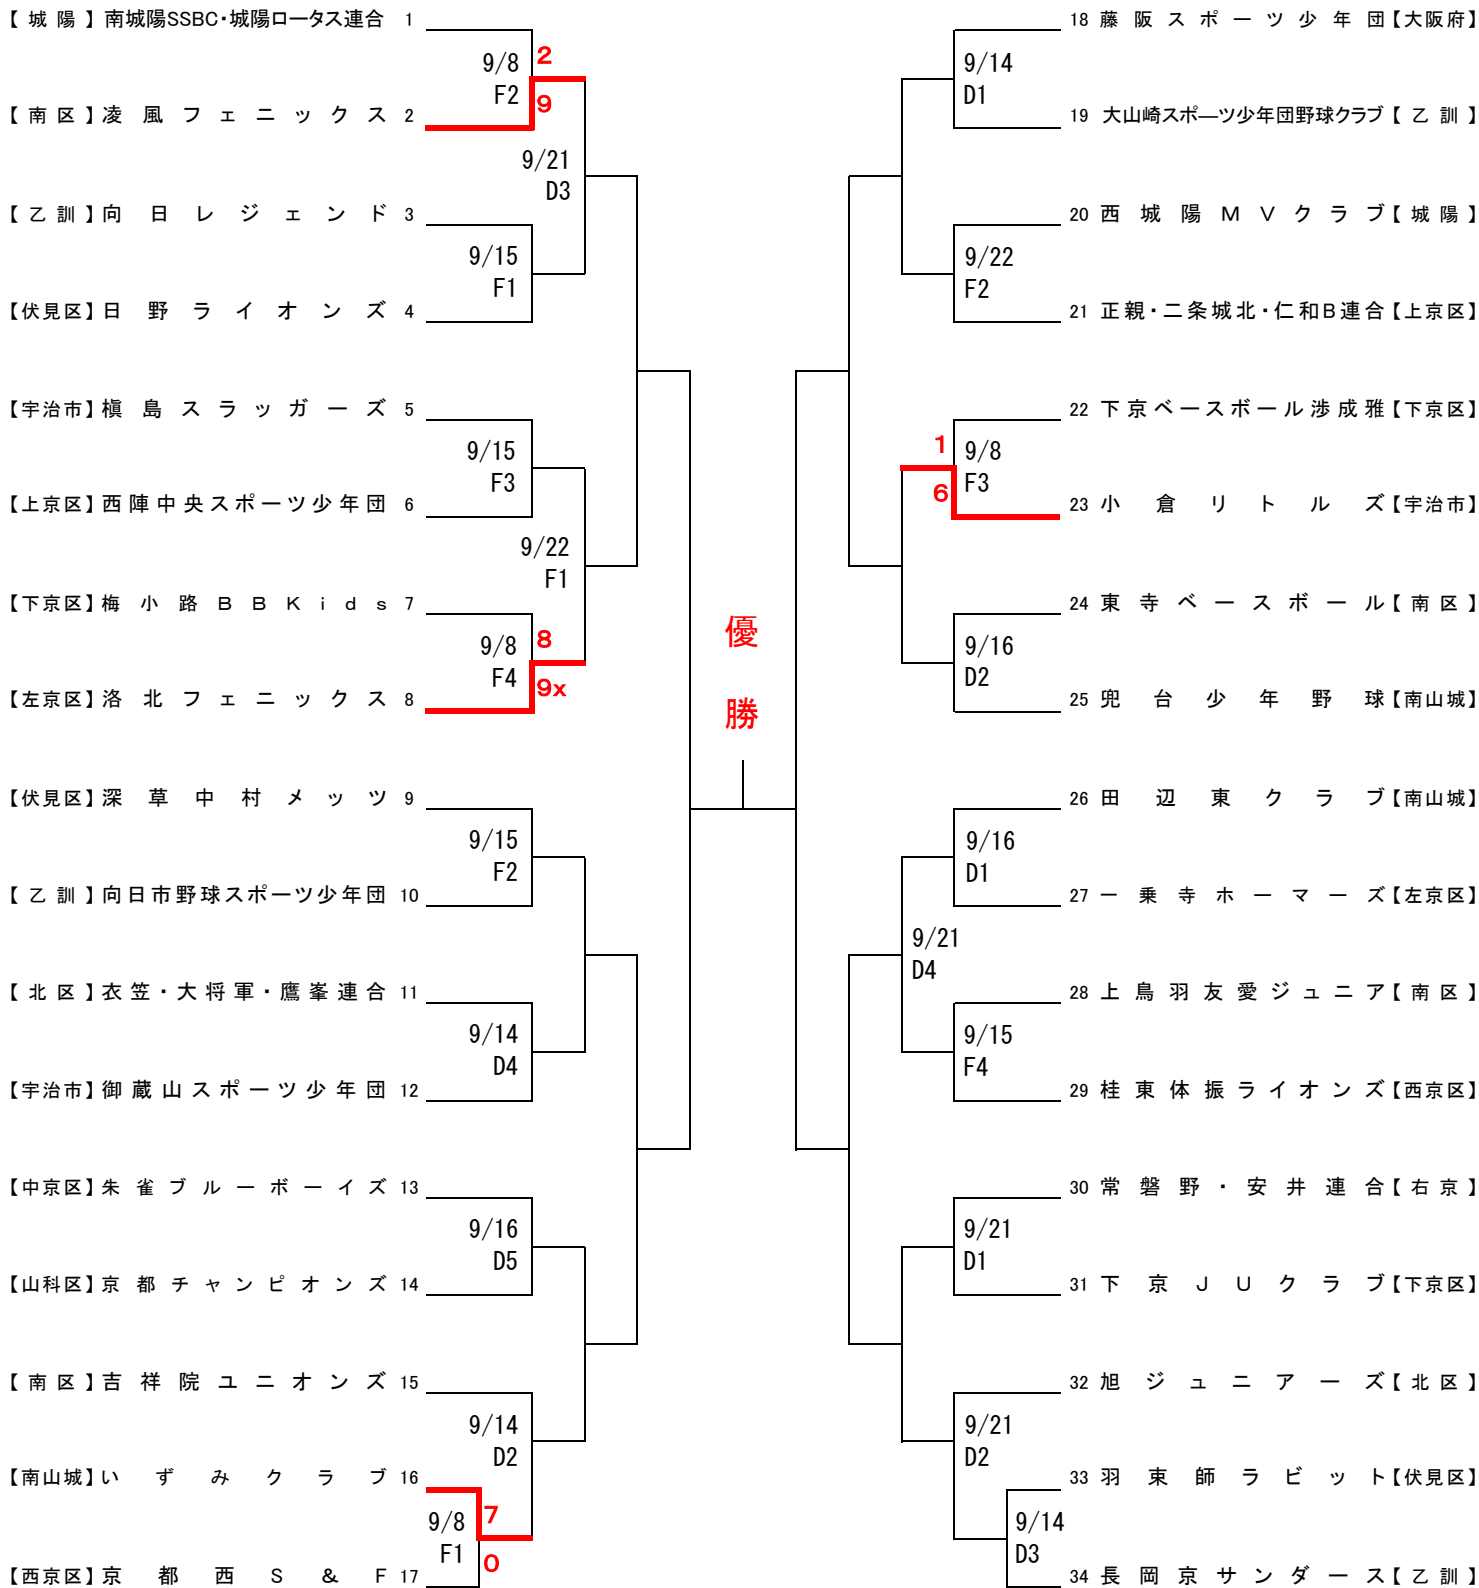 【 城 陽 】 南城陽SSBC・城陽ロータス連合 1
9/8
F2
2
9
【 南 区 】 凌風フェニックス 2
9/21
D3
【 乙 訓 】 向日レジェンド 3
9/15
F1
【伏見区】 日野ライオンズ 4
【宇治市】 槇島スラッガーズ 5
9/15
F3
【上京区】 西陣中央スポーツ少年団 6
9/22
F1
【下京区】 梅小路BBKids 7
9/8
F4
8
9x
【左京区】 洛北フェニックス 8
【伏見区】 深草中村メッツ 9
9/15
F2
【 乙 訓 】 向日市野球スポーツ少年団 10
【 北 区 】 衣笠・大将軍・鷹峯連合 11
9/14
D4
【宇治市】 御蔵山スポーツ少年団 12
【中京区】 朱雀ブルーボーイズ 13
9/16
D5
【山科区】 京都チャンピオンズ 14
【 南 区 】 吉祥院ユニオンズ 15
9/14
D2
【南山城】 いずみクラブ 16
9/8
F1
7
0
【西京区】 京都西S&F 17
優
勝
18 藤阪スポーツ少年団 【大阪府】
9/14
D1
19 大山崎スポ―ツ少年団野球クラブ 【 乙 訓 】
20 西城陽MVクラブ 【 城 陽 】
9/22
F2
21 正親・二条城北・仁和B連合 【上京区】
22 下京ベースボール渉成雅 【下京区】
1
6
9/8
F3
23 小倉リトルズ 【宇治市】
24 東寺ベースボール 【 南 区 】
9/16
D2
25 兜台少年野球 【南山城】
26 田辺東クラブ 【南山城】
9/16
D1
27 一乗寺ホーマーズ 【左京区】
9/21
D4
28 上鳥羽友愛ジュニア 【 南 区 】
9/15
F4
29 桂東体振ライオンズ 【西京区】
30 常磐野・安井連合 【 右 京 】
9/21
D1
31 下京JUクラブ 【下京区】
32 旭ジュニアーズ 【 北 区 】
9/21
D2
33 羽束師ラビット 【伏見区】
9/14
D3
34 長岡京サンダース 【 乙 訓 】